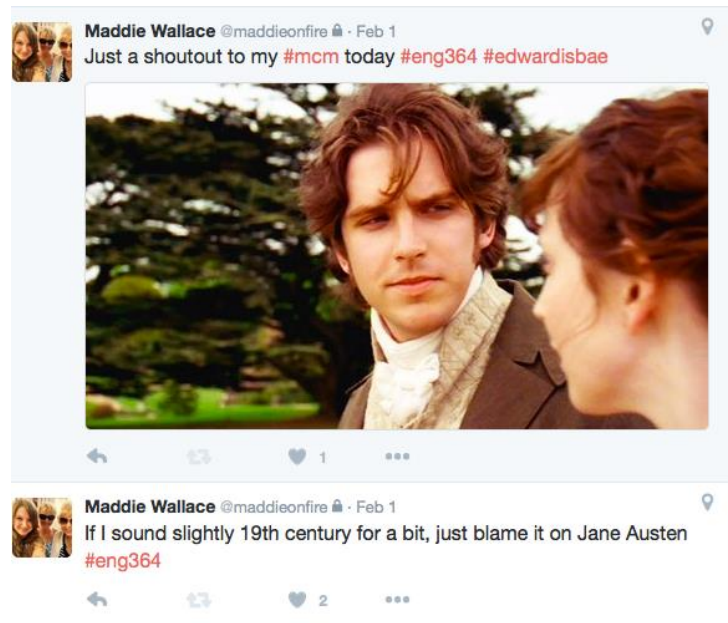 Maddie Wallace @maddieonfire · Feb 1
Just a shoutout to my #mcm today #eng364 #edwardisbae
1
Maddie Wallace @maddieonfire · Feb 1
If I sound slightly 19th century for a bit, just blame it on Jane Austen
#eng364
2